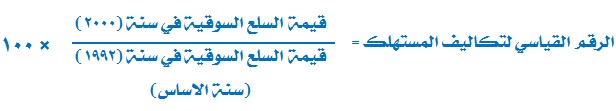 قيمة السلع السوقية في سنة (٢٠٠٠)
الرقم القياسي لتكاليف المستهلك = × ١٠٠
قيمة السلع السوقية في سنة (١٩٩٢)
(سنة الاساس)